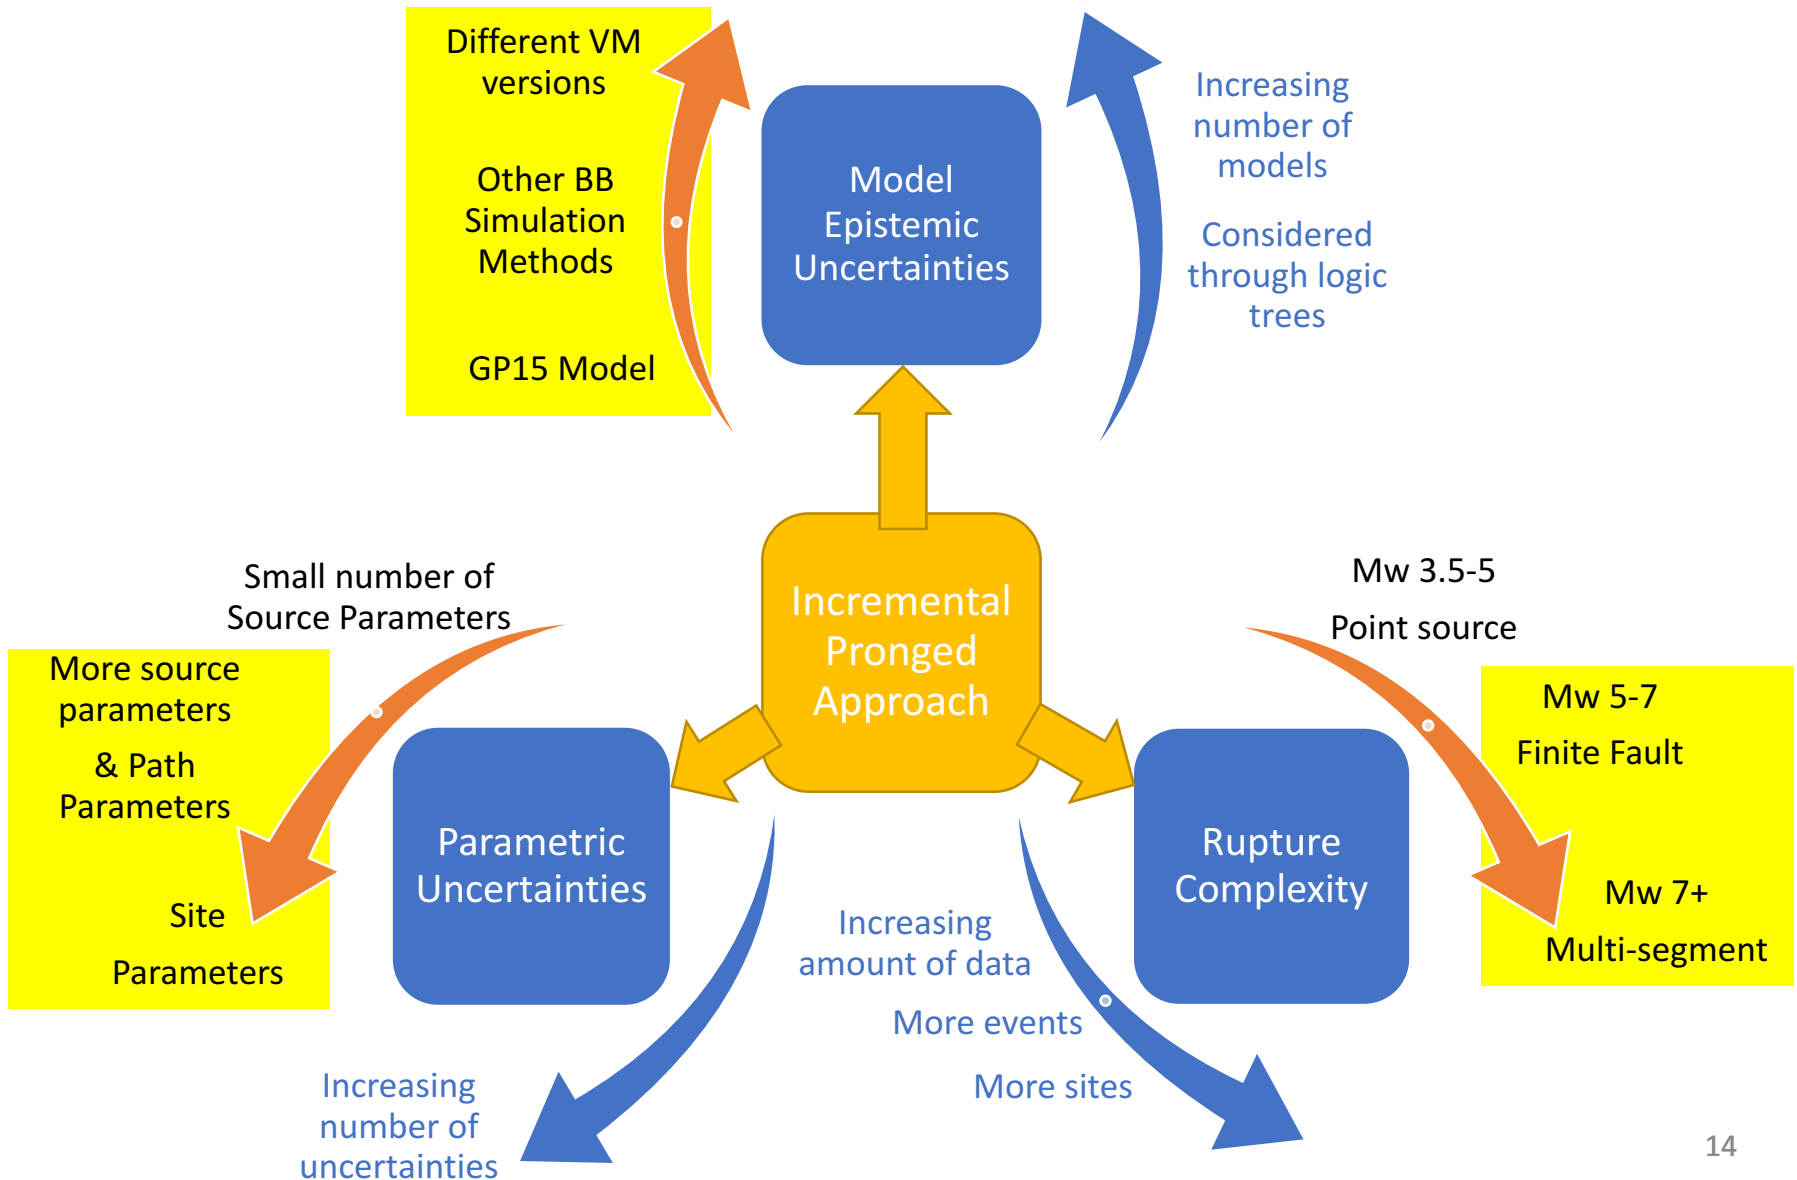 Different VM
versions
Other BB
Simulation
Methods
GP15 Model
Model
Epistemic
Uncertainties
Increasing
number of
models
Considered
through logic
trees
Incremental
Pronged
Approach
Small number of
Source Parameters
More source
parameters
& Path
Parameters
Site
Parameters
Parametric
Uncertainties
Increasing
number of
uncertainties
Mw 3.5-5
Point source
Mw 5-7
Finite Fault
Mw 7+
Multi-segment
Rupture
Complexity
Increasing
amount of data
More events
More sites
14